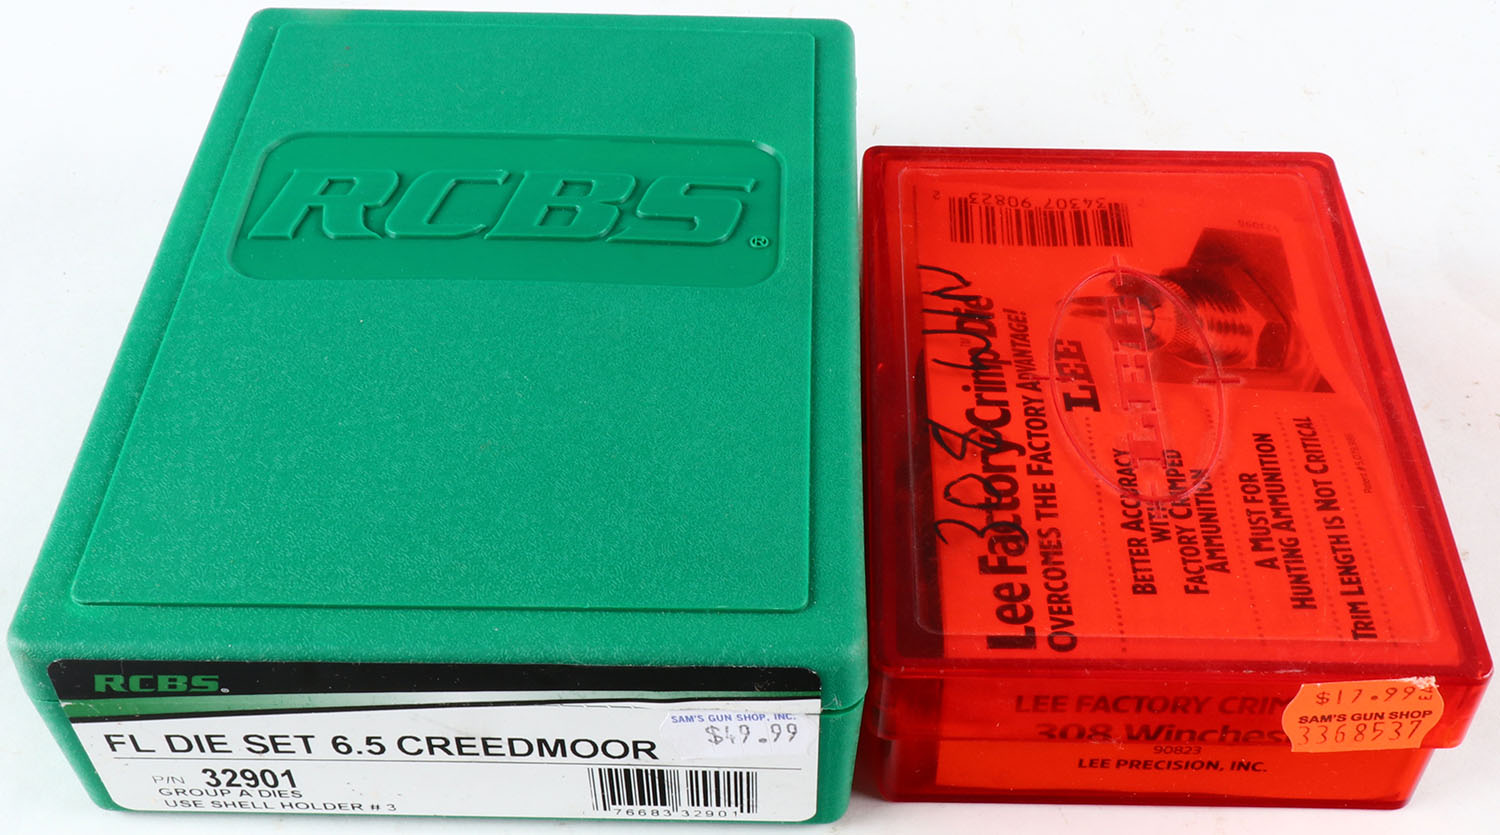 RCBS®
RCBS®
FL DIE SET 6.5 CREEDMOOR
SAM'S GUN SHOP, INC.
$49.99
P/N 32901
GROUP A DIES
USE SHELL HOLDER # 3
76683 32901
2 34307 90823 7
308 WIN
Lee Factory Crimp Die
OVERCOMES THE FACTORY ADVANTAGE!
LEE
LEE
BETTER ACCURACY
WITH
FACTORY CRIMPED
AMMUNITION
A MUST FOR
HUNTING AMMUNITION
TRIM LENGTH IS NOT CRITICAL
LEE FACTORY CRIM
308 Winches
90823
LEE PRECISION, INC.
$17.99
SAM'S GUN SHOP
3368537